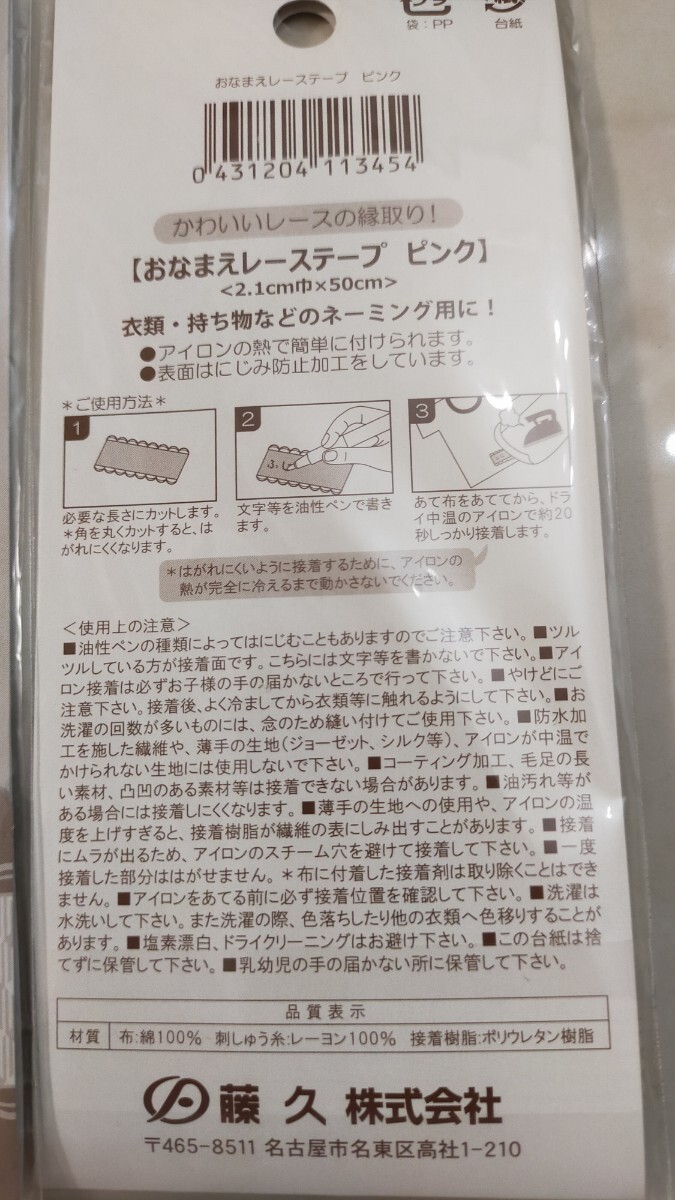 袋:PP
台紙
おなまえレーステープ ピンク
0 431204 113454
かわいいレースの縁取り!
【おなまえレーステープ ピンク】
<2.1cm巾×50cm>
衣類・持ち物などのネーミング用に!
●アイロンの熱で簡単に付けられます。
●表面はにじみ防止加工をしています。
*ご使用方法*
1
必要な長さにカットします。
*角を丸くカットすると、は
がれにくくなります。
2
ふじ
文字等を油性ペンで書き
ます。
3
あて布をあててから、ドラ
イ中温のアイロンで約20
秒しっかり接着します。
*はがれにくいように接着するために、アイロンの
熱が完全に冷えるまで動かさないでください。
<使用上の注意>
■油性ペンの種類によってはにじむこともありますのでご注意下さい。■ツル
ツルしている方が接着面です。こちらには文字等を書かないで下さい。■アイ
ロン接着は必ずお子様の手の届かないところで行って下さい。■やけどにご
注意下さい。接着後、よく冷ましてから衣類等に触れるようにして下さい。■お
洗濯の回数が多いものには、念のため縫い付けてご使用下さい。■防水加
工を施した繊維や、薄手の生地(ジョーゼット、シルク等)、アイロンが中温で
かけられない生地には使用しないで下さい。■コーティング加工、毛足の長
い素材、凸凹のある素材等は接着できない場合があります。■油汚れ等が
ある場合には接着しにくくなります。■薄手の生地への使用や、アイロンの温
度を上げすぎると、接着樹脂が繊維の表にしみ出すことがあります。■接着
にムラが出るため、アイロンのスチーム穴を避けて接着して下さい。■一度
接着した部分ははがせません。*布に付着した接着剤は取り除くことはでき
ません。■アイロンをあてる前に必ず接着位置を確認して下さい。■洗濯は
水洗いして下さい。また洗濯の際、色落ちしたり他の衣類へ色移りすることが
あります。■塩素漂白、ドライクリーニングはお避け下さい。■この台紙は捨
てずに保管して下さい。■乳幼児の手の届かない所に保管して下さい。
品質表示
材質 布:綿100% 刺しゅう糸:レーヨン100% 接着樹脂:ポリウレタン樹脂
藤久株式会社
〒465-8511 名古屋市名東区高社1-210